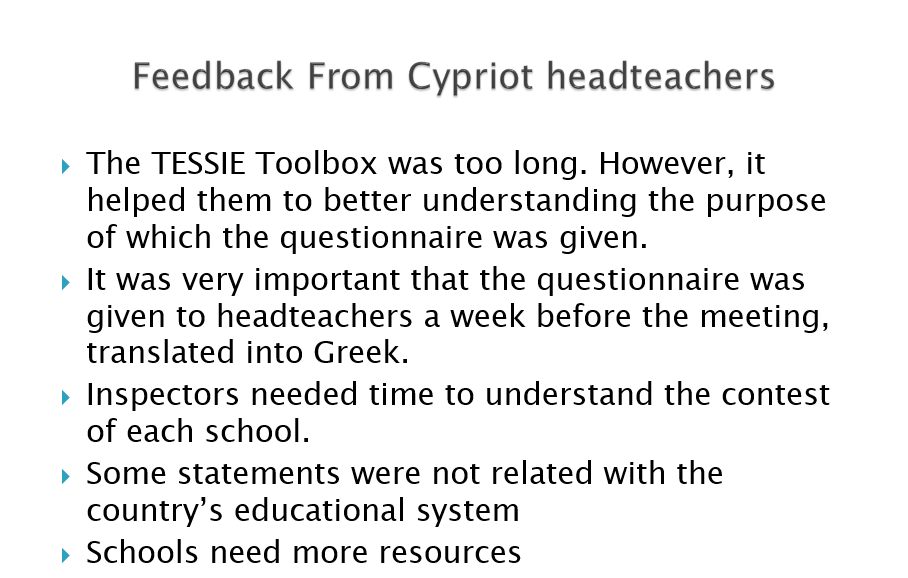 Feedback From Cypriot headteachers
The TESSIE Toolbox was too long. However, it
helped them to better understanding the purpose
of which the questionnaire was given.
It was very important that the questionnaire was
given to headteachers a week before the meeting,
translated into Greek.
Inspectors needed time to understand the contest
of each school.
Some statements were not related with the
country’s educational system
Schools need more resources